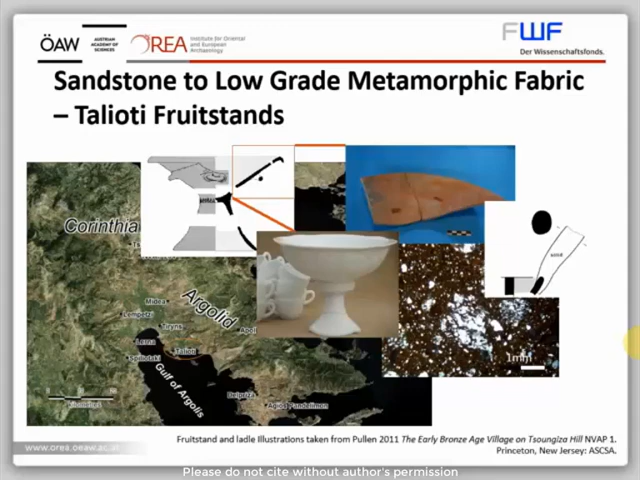 ÖAW
AUSTRIAN
ACADEMY OF
SCIENCES
OREA
Institute for Oriental
and European
Archaeology
FWF
Der Wissenschaftsfonds.
Sandstone to Low Grade Metamorphic Fabric
– Talioti Fruitstands
Corinthia
Argolid
Midea
Tiryns
Lerna
Talioti
Gulf of Argolis
Agios Pandelimon
kilometres
1mm
Fruitstand and ladle illustrations taken from Pullen 2011 The Early Bronze Age Village on Tsoungiza Hill NVAP 1.
Princeton, New Jersey: ASCSA.
www.orea.oeaw.ac.at
Please do not cite without author's permission